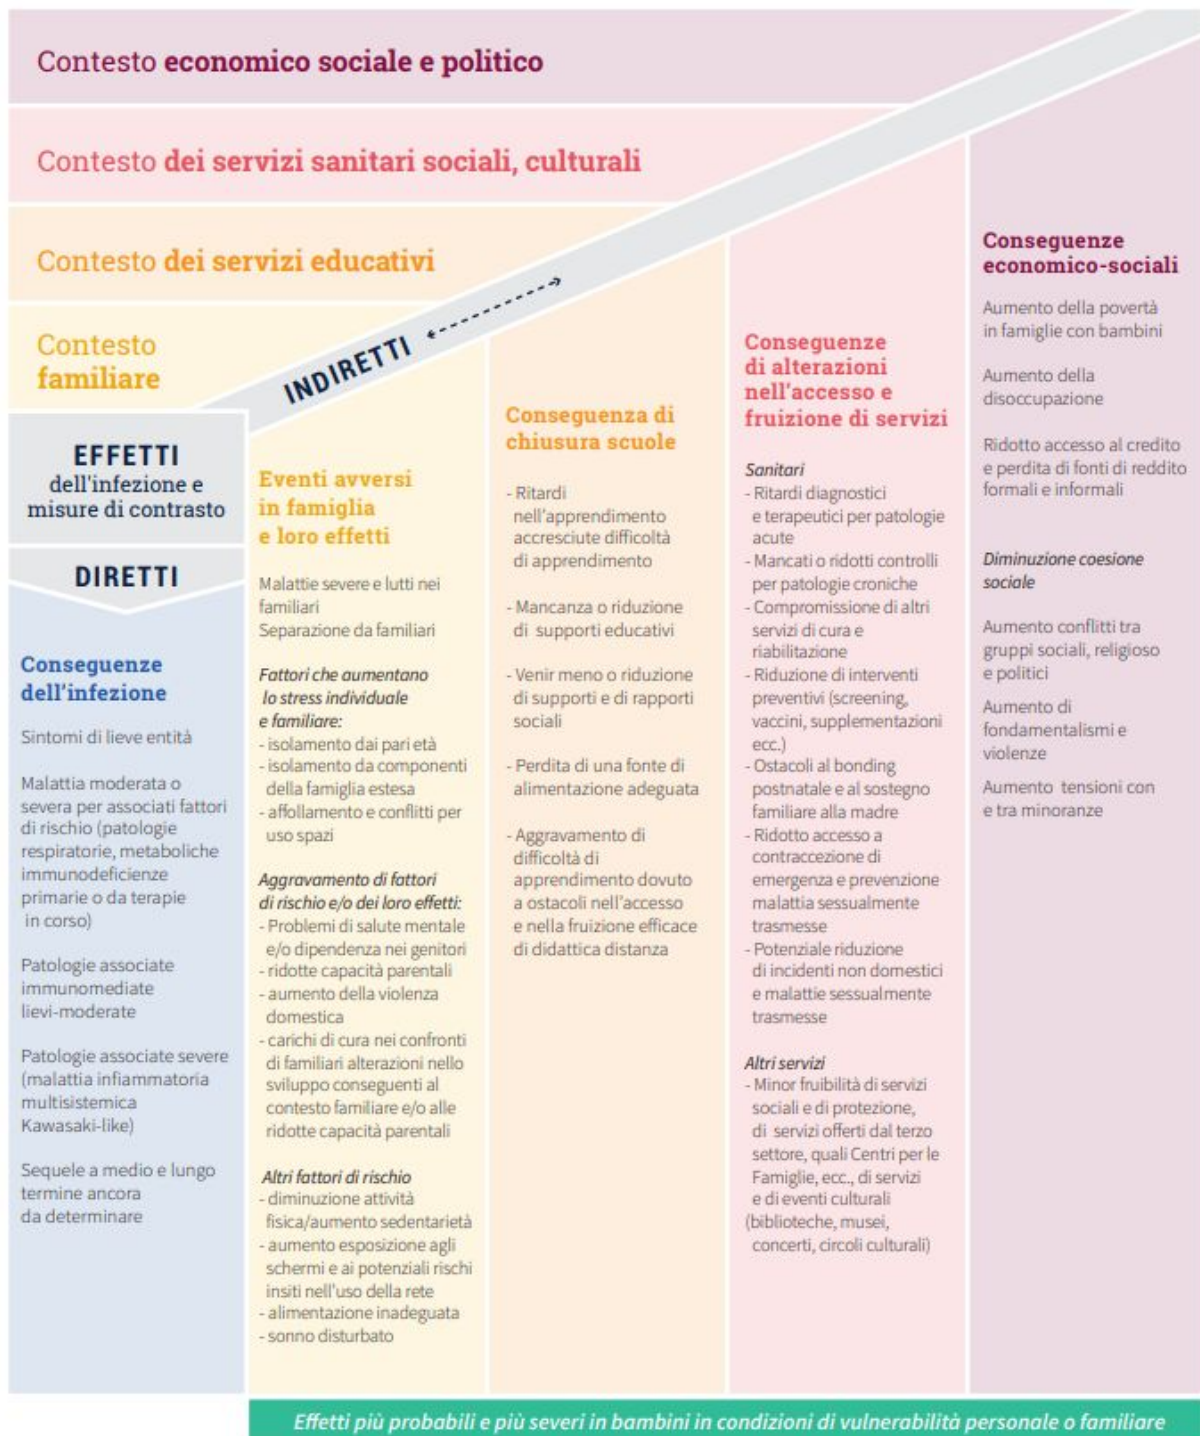 Contesto economico sociale e politico
Contesto dei servizi sanitari sociali, culturali
Contesto dei servizi educativi
Contesto
familiare
INDIRETTI
EFFETTI
dell'infezione e
misure di contrasto
DIRETTI
Conseguenze
dell'infezione
Sintomi di lieve entità
Malattia moderata o
severa per associati fattori
di rischio (patologie
respiratorie, metaboliche
immunodeficienze
primarie o da terapie
in corso)
Patologie associate
immunomediate
lievi-moderate
Patologie associate severe
(malattia infiammatoria
multisistemica
Kawasaki-like)
Sequele a medio e lungo
termine ancora
da determinare
Eventi avversi
in famiglia
e loro effetti
Malattie severe e lutti nei
familiari
Separazione da familiari
Fattori che aumentano
lo stress individuale
e familiare:
- isolamento dai pari età
- isolamento da componenti
della famiglia estesa
- affollamento e conflitti per
uso spazi
Aggravamento di fattori
di rischio e/o dei loro effetti:
- Problemi di salute mentale
e/o dipendenza nei genitori
- ridotte capacità parentali
- aumento della violenza
domestica
- carichi di cura nei confronti
di familiari alterazioni nello
sviluppo conseguenti al
contesto familiare e/o alle
ridotte capacità parentali
Altri fattori di rischio
- diminuzione attività
fisica/aumento sedentarietà
- aumento esposizione agli
schermi e ai potenziali rischi
insiti nell'uso della rete
- alimentazione inadeguata
- sonno disturbato
Conseguenza di
chiusura scuole
- Ritardi
nell'apprendimento
accresciute difficoltà
di apprendimento
- Mancanza o riduzione
di supporti educativi
- Venir meno o riduzione
di supporti e di rapporti
sociali
- Perdita di una fonte di
alimentazione adeguata
- Aggravamento di
difficoltà di
apprendimento dovuto
a ostacoli nell'accesso
e nella fruizione efficace
di didattica distanza
Conseguenze
di alterazioni
nell'accesso e
fruizione di servizi
Sanitari
- Ritardi diagnostici
e terapeutici per patologie
acute
- Mancati o ridotti controlli
per patologie croniche
- Compromissione di altri
servizi di cura e
riabilitazione
- Riduzione di interventi
preventivi (screening,
vaccini, supplementazioni
ecc.)
- Ostacoli al bonding
postnatale e al sostegno
familiare alla madre
- Ridotto accesso a
contraccezione di
emergenza e prevenzione
malattia sessualmente
trasmesse
- Potenziale riduzione
di incidenti non domestici
e malattie sessualmente
trasmesse
Altri servizi
- Minor fruibilità di servizi
sociali e di protezione,
di servizi offerti dal terzo
settore, quali Centri per le
Famiglie, ecc., di servizi
e di eventi culturali
(biblioteche, musei,
concerti, circoli culturali)
Conseguenze
economico-sociali
Aumento della povertà
in famiglie con bambini
Aumento della
disoccupazione
Ridotto accesso al credito
e perdita di fonti di reddito
formali e informali
Diminuzione coesione
sociale
Aumento conflitti tra
gruppi sociali, religioso
e politici
Aumento di
fondamentalismi e
violenze
Aumento tensioni con
e tra minoranze
Effetti più probabili e più severi in bambini in condizioni di vulnerabilità personale o familiare